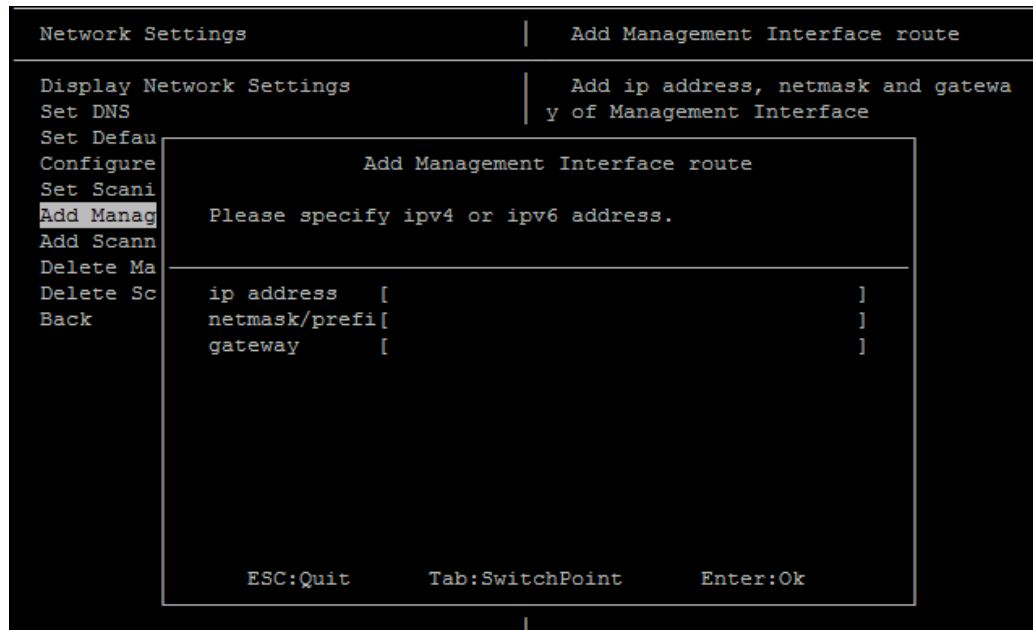 Network Settings
Add Management Interface route
Display Network Settings
Add ip address, netmask and gatewa
Set DNS
y of Management Interface
Set Defau
Configure
Add Management Interface route
Set Scani
Add Manag
Please specify ipv4 or ipv6 address.
Add Scann
Delete Ma
Delete Sc
ip address [ ]
Back
netmask/prefi[ ]
gateway [ ]
ESC:Quit Tab:SwitchPoint Enter:Ok